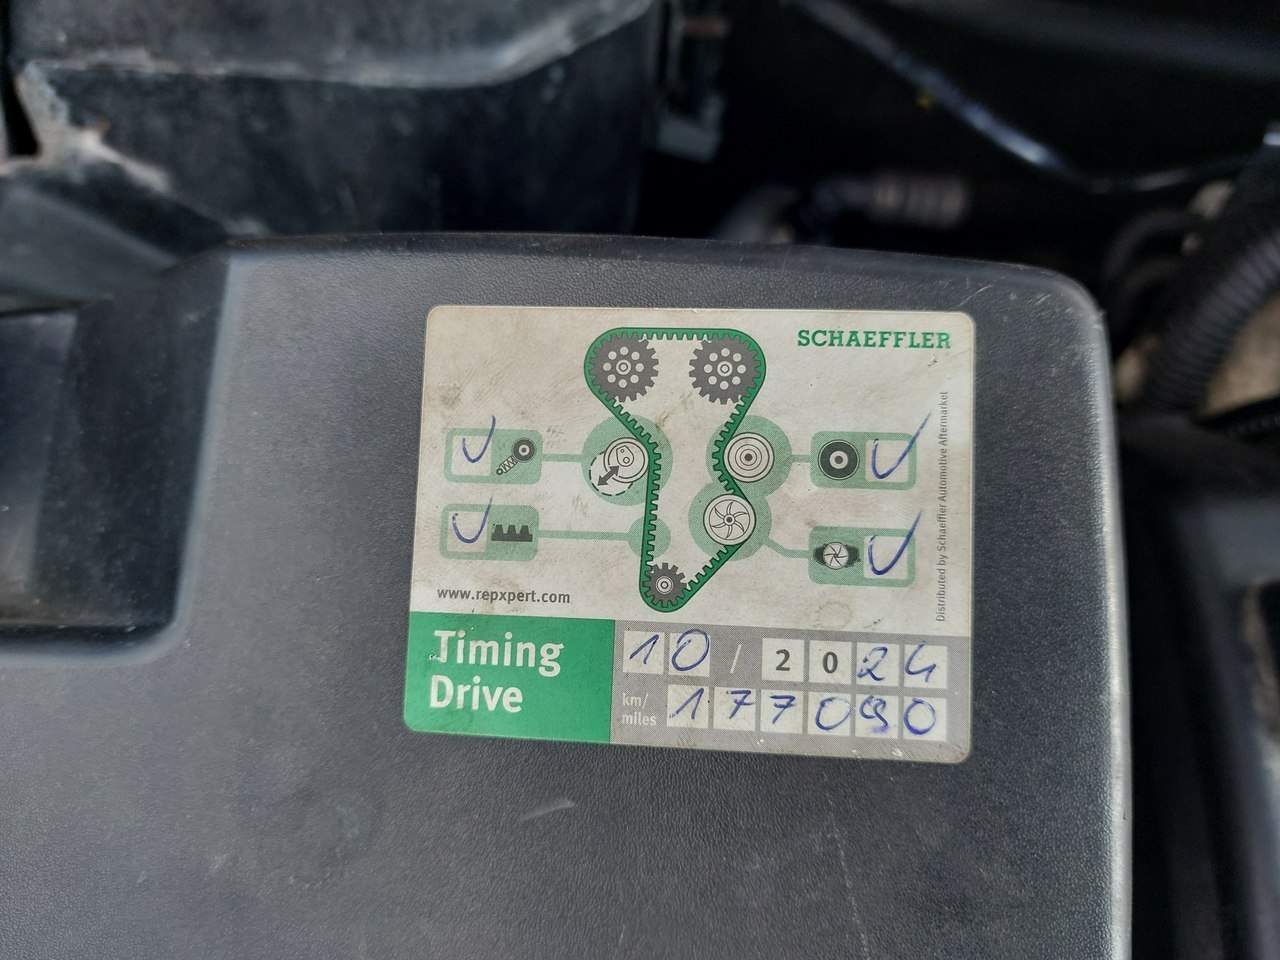 SCHAEFFLER
Distributed by Schaeffler Automotive Aftermarket
www.repxpert.com
Timing
Drive
10 / 2024
km/
miles
177090